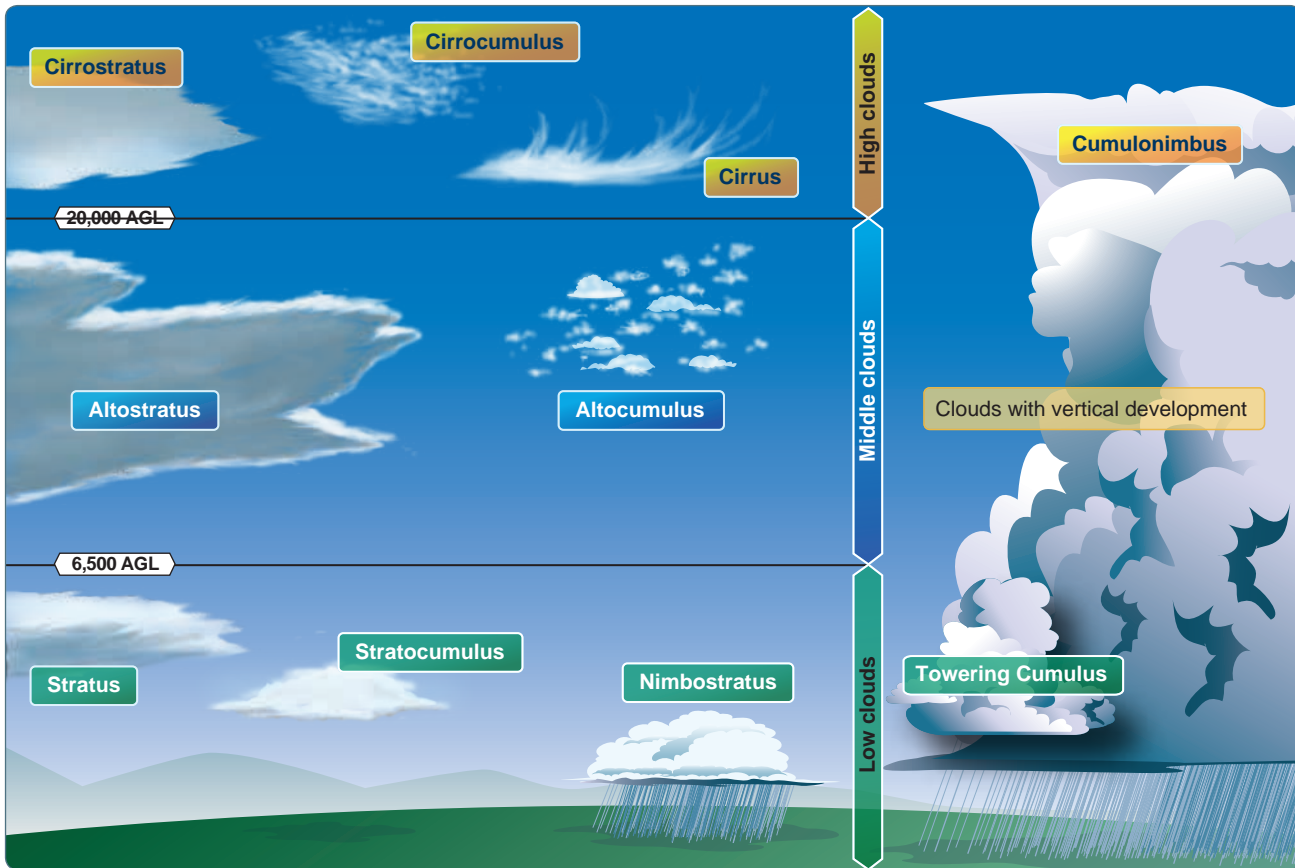 Cirrocumulus
Cirrostratus
Cirrus
High clouds
Cumulonimbus
20,000 AGL
Altostratus
Altocumulus
Middle clouds
Clouds with vertical development
6,500 AGL
Stratus
Stratocumulus
Nimbostratus
Low clouds
Towering Cumulus